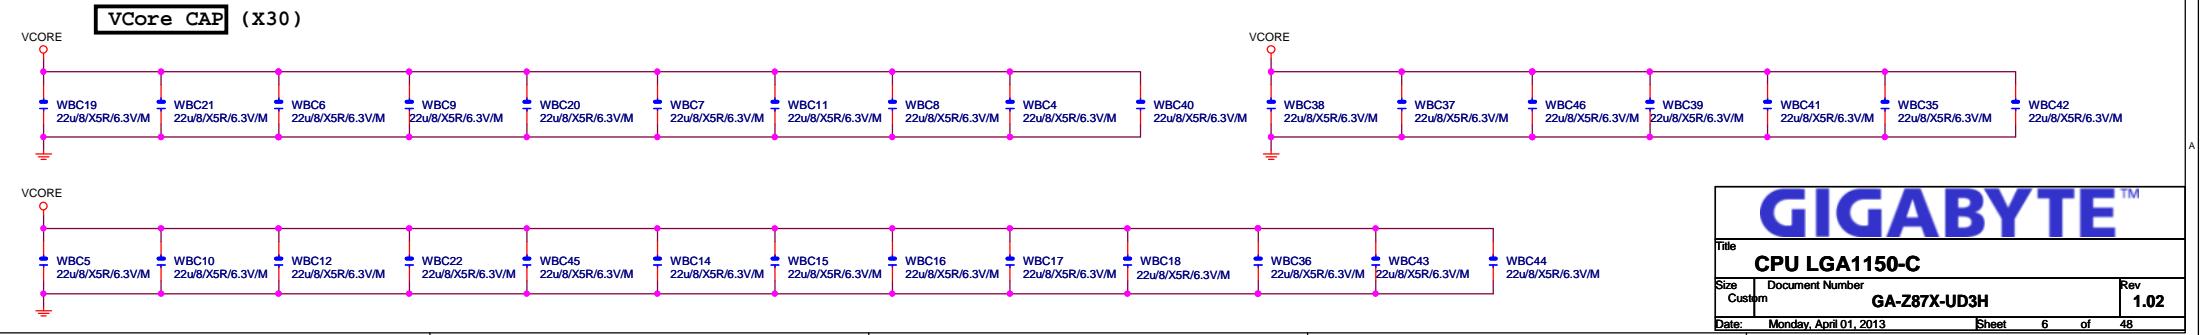 VCore CAP (X30)
VCORE
WBC19 WBC21 WBC6 WBC9 WBC20 WBC7 WBC11 WBC8 WBC4 WBC40
22u/8/X5R/6.3V/M 22u/8/X5R/6.3V/M 22u/8/X5R/6.3V/M 22u/8/X5R/6.3V/M 22u/8/X5R/6.3V/M 22u/8/X5R/6.3V/M 22u/8/X5R/6.3V/M 22u/8/X5R/6.3V/M 22u/8/X5R/6.3V/M 22u/8/X5R/6.3V/M
VCORE
WBC38 WBC37 WBC46 WBC39 WBC41 WBC35 WBC42
22u/8/X5R/6.3V/M 22u/8/X5R/6.3V/M 22u/8/X5R/6.3V/M 22u/8/X5R/6.3V/M 22u/8/X5R/6.3V/M 22u/8/X5R/6.3V/M 22u/8/X5R/6.3V/M
A
VCORE
WBC5 WBC10 WBC12 WBC22 WBC45 WBC14 WBC15 WBC16 WBC17 WBC18 WBC36 WBC43 WBC44
22u/8/X5R/6.3V/M 22u/8/X5R/6.3V/M 22u/8/X5R/6.3V/M 22u/8/X5R/6.3V/M 22u/8/X5R/6.3V/M 22u/8/X5R/6.3V/M 22u/8/X5R/6.3V/M 22u/8/X5R/6.3V/M 22u/8/X5R/6.3V/M 22u/8/X5R/6.3V/M 22u/8/X5R/6.3V/M 22u/8/X5R/6.3V/M 22u/8/X5R/6.3V/M
GIGABYTE™
Title
CPU LGA1150-C
Size Document Number Rev
Custom GA-Z87X-UD3H 1.02
Date: Monday, April 01, 2013 Sheet 6 of 48